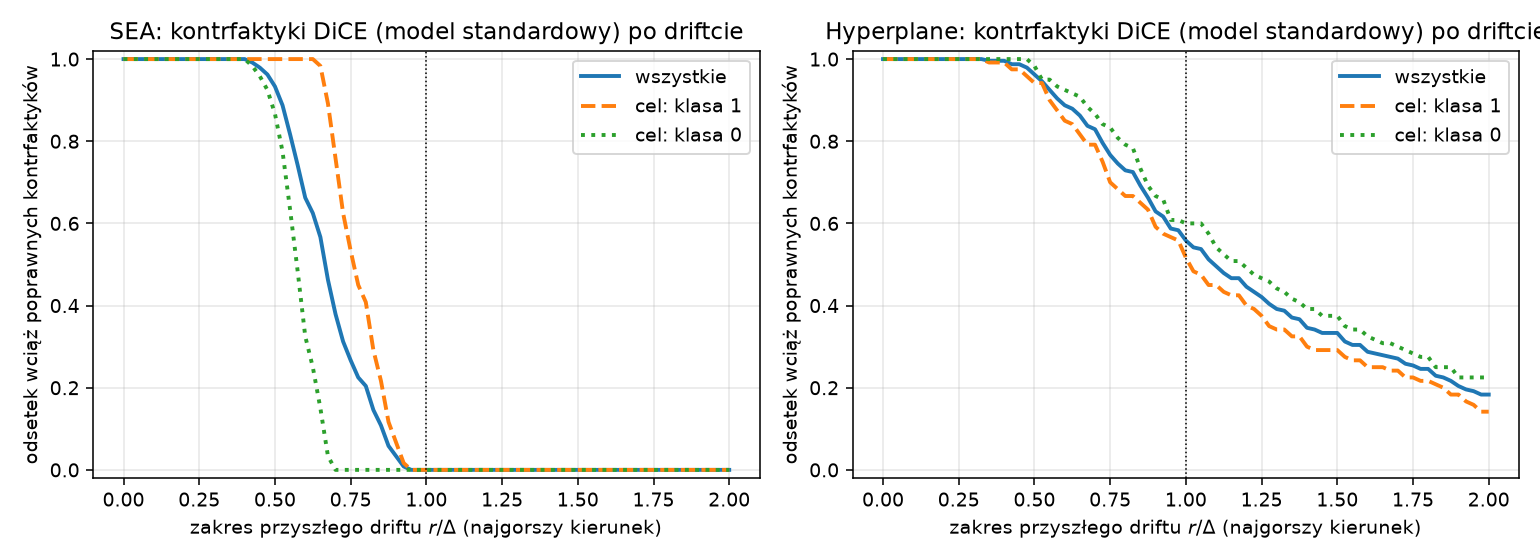 SEA: kontrfaktyki DiCE (model standardowy) po driftcie
odsetek wciąż poprawnych kontrfaktyków
1.0
0.8
0.6
0.4
0.2
0.0
wszystkie
cel: klasa 1
cel: klasa 0
0.00 0.25 0.50 0.75 1.00 1.25 1.50 1.75 2.00
zakres przyszłego driftu r/Δ (najgorszy kierunek)
Hyperplane: kontrfaktyki DiCE (model standardowy) po driftcie
odsetek wciąż poprawnych kontrfaktyków
1.0
0.8
0.6
0.4
0.2
0.0
wszystkie
cel: klasa 1
cel: klasa 0
0.00 0.25 0.50 0.75 1.00 1.25 1.50 1.75 2.00
zakres przyszłego driftu r/Δ (najgorszy kierunek)